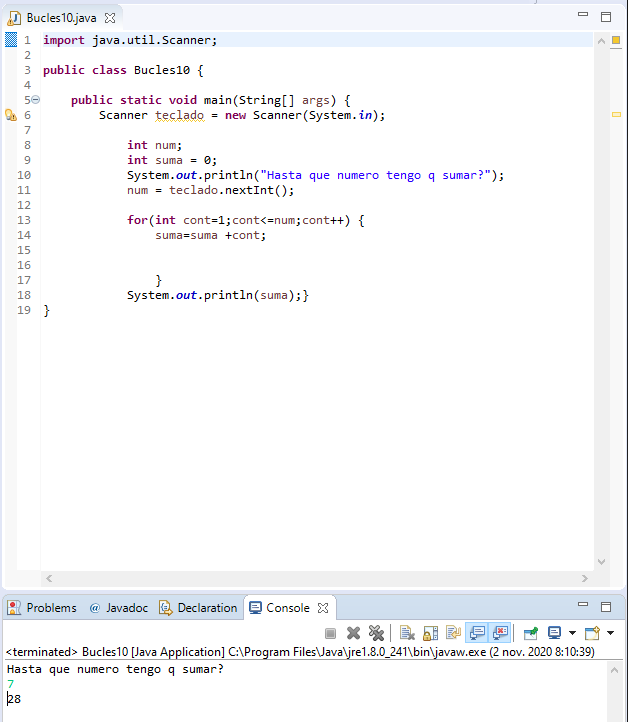 Bucles10.java
1 import java.util.Scanner;
2
3 public class Bucles10 {
4
5 public static void main(String[] args) {
6 Scanner teclado = new Scanner(System.in);
7
8 int num;
9 int suma = 0;
10 System.out.println("Hasta que numero tengo q sumar?");
11 num = teclado.nextInt();
12
13 for(int cont=1;cont<=num;cont++) {
14 suma=suma +cont;
15
16
17 }
18 System.out.println(suma);}
19 }
Problems @ Javadoc Declaration Console
<terminated> Bucles10 [Java Application] C:\Program Files\Java\jre1.8.0_241\bin\javaw.exe (2 nov. 2020 8:10:39)
Hasta que numero tengo q sumar?
7
28